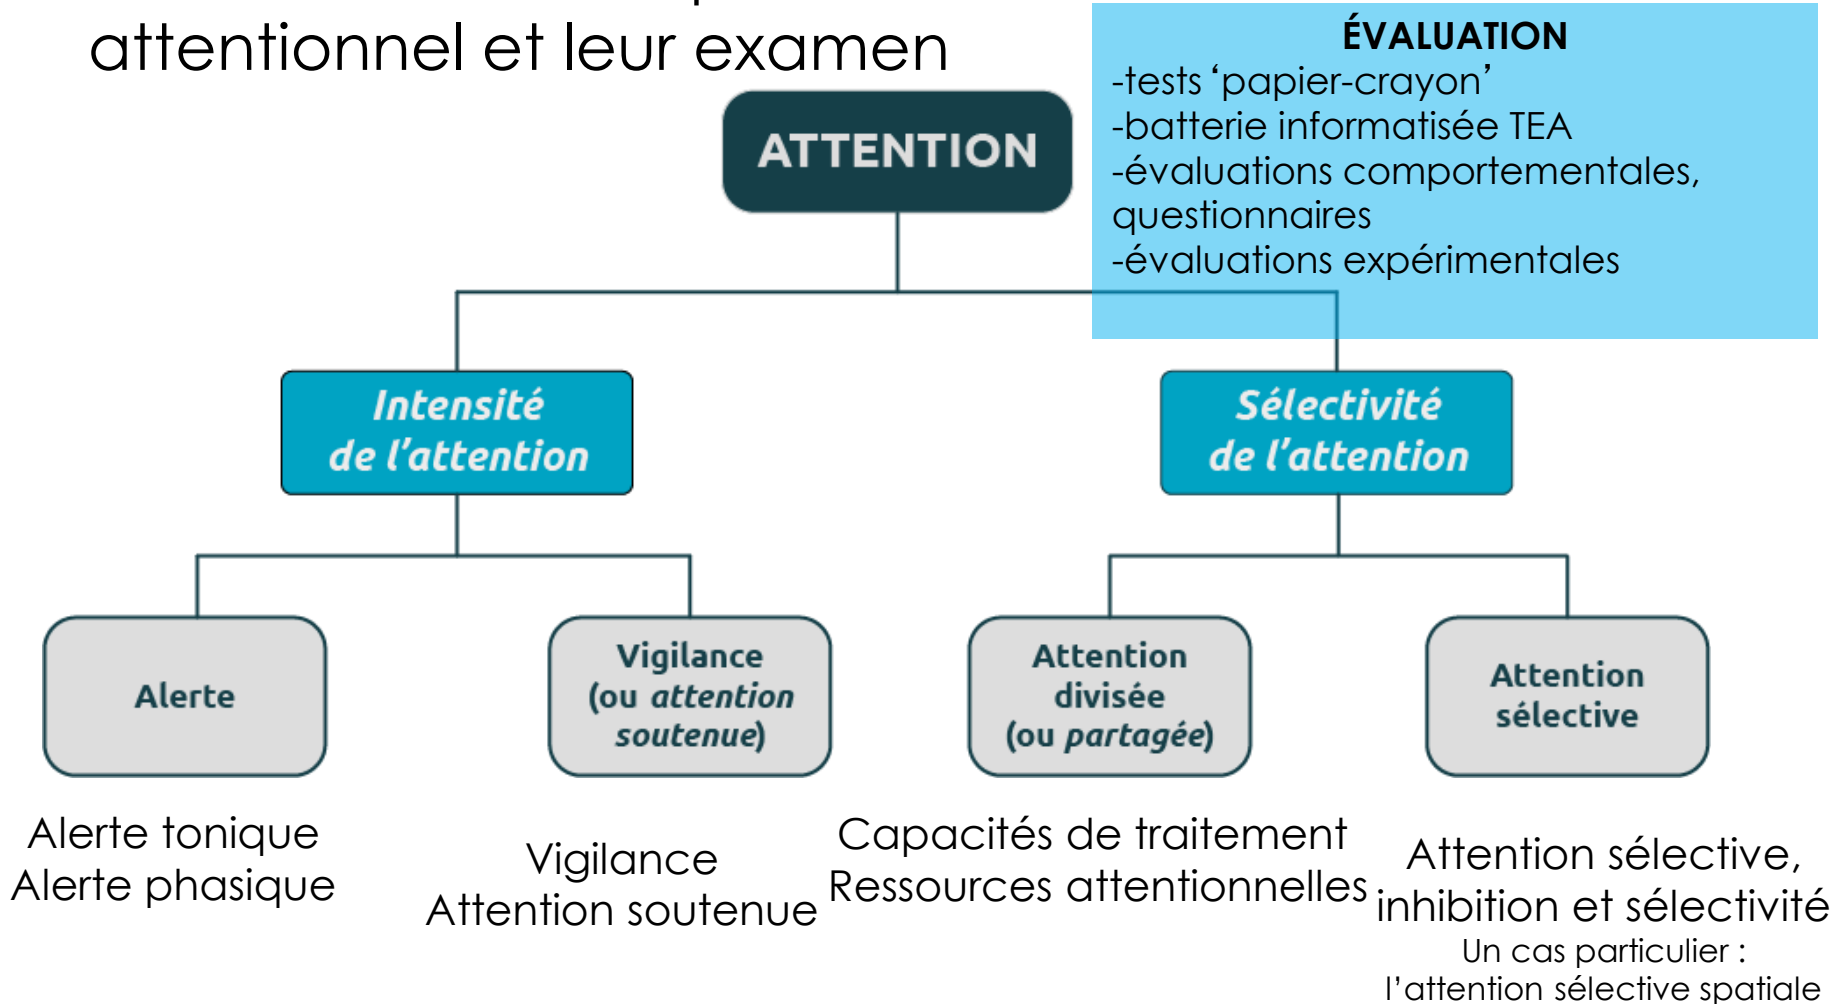 attentionnel et leur examen
ÉVALUATION
-tests ‘papier-crayon’
-batterie informatisée TEA
-évaluations comportementales,
questionnaires
-évaluations expérimentales
ATTENTION
Intensité
de l’attention
Sélectivité
de l’attention
Alerte
Vigilance
(ou attention
soutenue)
Attention
divisée
(ou partagée)
Attention
sélective
Alerte tonique
Alerte phasique
Vigilance
Attention soutenue
Capacités de traitement
Ressources attentionnelles
Attention sélective,
inhibition et sélectivité
Un cas particulier :
l’attention sélective spatiale